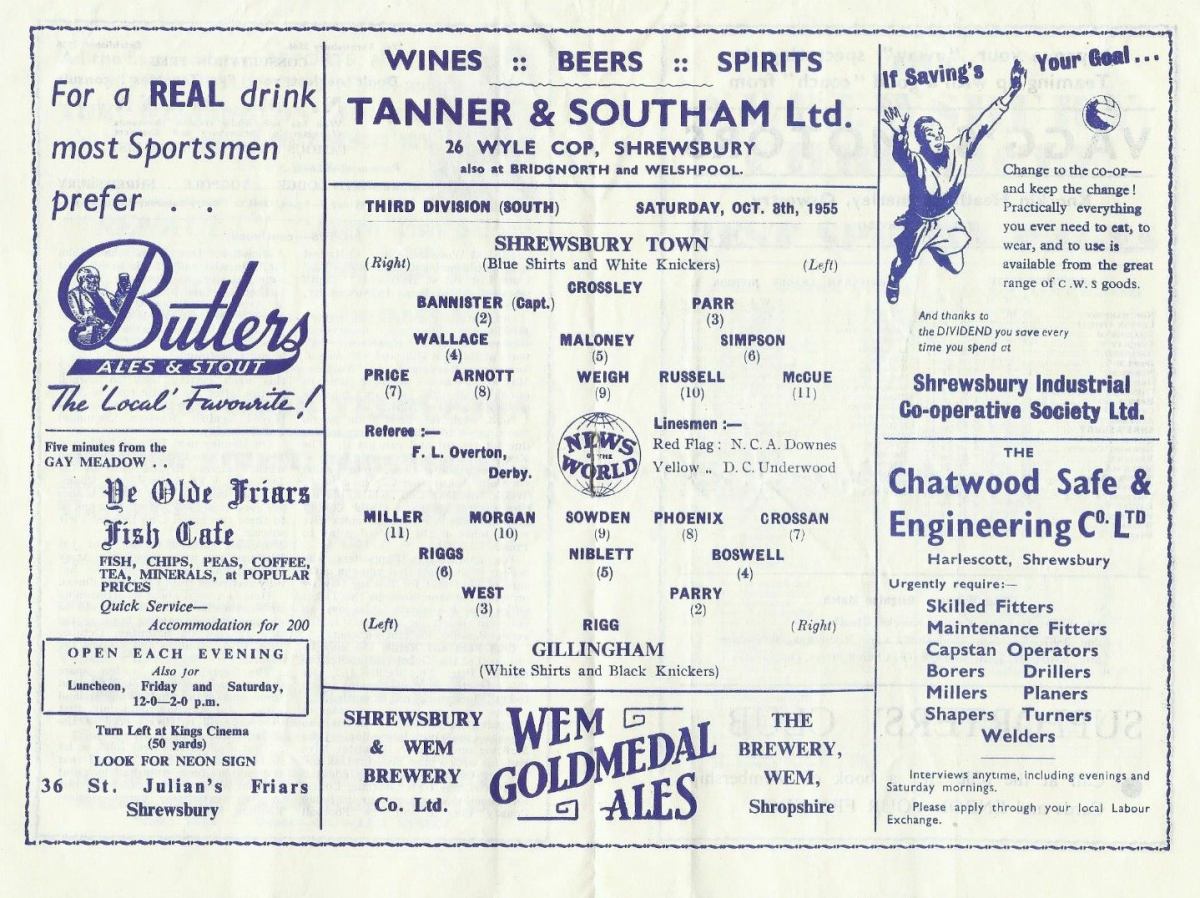 For a REAL drink
most Sportsmen
prefer . .
Butlers
ALES & STOUT
The 'Local' Favourite!
Five minutes from the
GAY MEADOW . .
Ye Olde Friars
Fish Cafe
FISH, CHIPS, PEAS, COFFEE,
TEA, MINERALS, at POPULAR
PRICES
Quick Service—
Accommodation for 200
OPEN EACH EVENING
Also for
Luncheon, Friday and Saturday,
12-0—2-0 p.m.
Turn Left at Kings Cinema
(50 yards)
LOOK FOR NEON SIGN
36 St. Julian's Friars
Shrewsbury
WINES :: BEERS :: SPIRITS
TANNER & SOUTHAM Ltd.
26 WYLE COP, SHREWSBURY
also at BRIDGNORTH and WELSHPOOL.
THIRD DIVISION (SOUTH) SATURDAY, OCT. 8th, 1955
SHREWSBURY TOWN
(Right) (Blue Shirts and White Knickers) (Left)
CROSSLEY
BANNISTER (Capt.) PARR
(2) (3)
WALLACE MALONEY SIMPSON
(4) (5) (6)
PRICE ARNOTT WEIGH RUSSELL McCUE
(7) (8) (9) (10) (11)
Referee :—
F. L. Overton,
Derby.
NEWS
OF THE
WORLD
Linesmen :—
Red Flag : N. C. A. Downes
Yellow ,, D. C. Underwood
MILLER MORGAN SOWDEN PHOENIX CROSSAN
(11) (10) (9) (8) (7)
RIGGS NIBLETT BOSWELL
(6) (5) (4)
WEST PARRY
(3) (2)
(Left) RIGG (Right)
GILLINGHAM
(White Shirts and Black Knickers)
SHREWSBURY
& WEM
BREWERY
Co. Ltd.
WEM
GOLDMEDAL
ALES
THE
BREWERY,
WEM,
Shropshire
If Saving's Your Goal . . .
Change to the CO-OP—
and keep the change !
Practically everything
you ever need to eat, to
wear, and to use is
available from the great
range of C .W. S goods.
And thanks to
the DIVIDEND you save every
time you spend at
Shrewsbury Industrial
Co-operative Society Ltd.
THE
Chatwood Safe &
Engineering Co. LTD
Harlescott, Shrewsbury
Urgently require:—
Skilled Fitters
Maintenance Fitters
Capstan Operators
Borers Drillers
Millers Planers
Shapers Turners
Welders
Interviews anytime, including evenings and
Saturday mornings.
Please apply through your local Labour
Exchange.